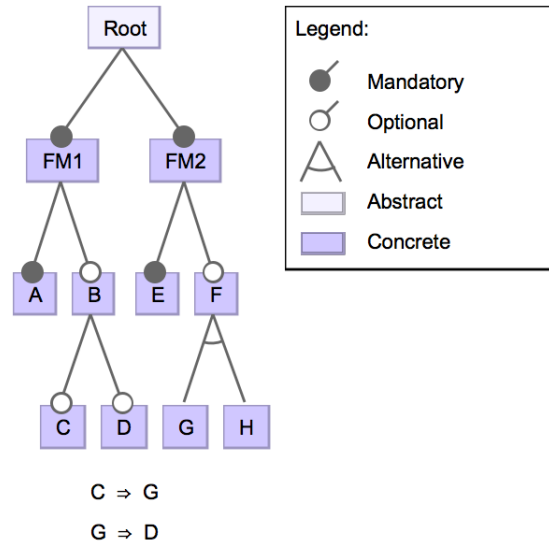 Root
Legend:
Mandatory
Optional
Alternative
Abstract
Concrete
FM1 FM2
A B E F
C D G H
C ⇒ G
G ⇒ D